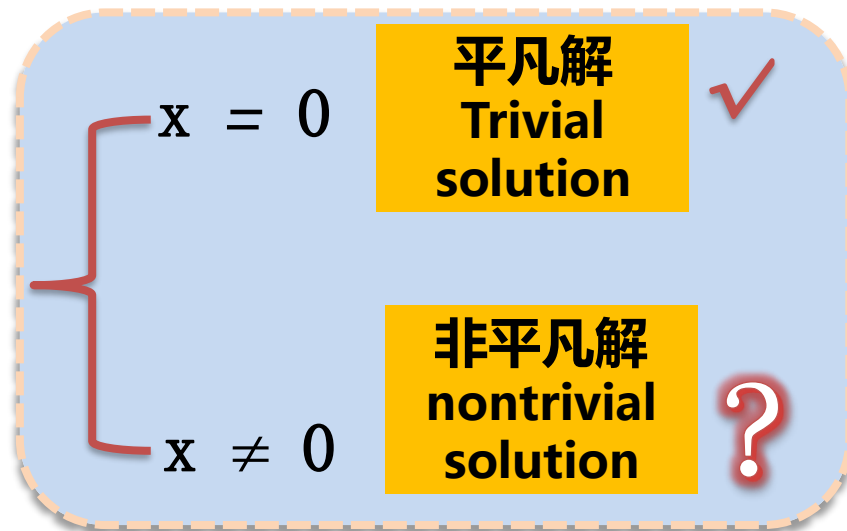 x = 0
平凡解
Trivial
solution
√
x ≠ 0
非平凡解
nontrivial
solution
?